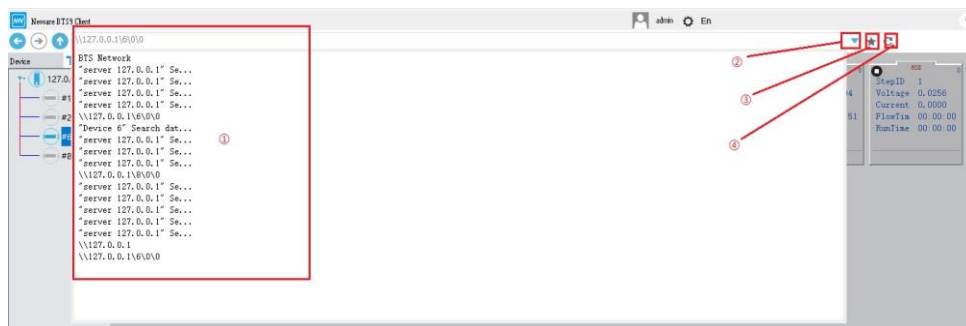 Neware BTS9 Client
admin
En
\\127.0.0.1\6\0\0
②
③
④
①
Device
127.0.
#1
#2
#8
BTS Network
"server 127.0.0.1" Se...
"server 127.0.0.1" Se...
"server 127.0.0.1" Se...
"server 127.0.0.1" Se...
\\127.0.0.1\6\0\0
"Device 6" Search dat...
"server 127.0.0.1" Se...
"server 127.0.0.1" Se...
"server 127.0.0.1" Se...
\\127.0.0.1\8\0\0
"server 127.0.0.1" Se...
"server 127.0.0.1" Se...
"server 127.0.0.1" Se...
"server 127.0.0.1" Se...
"server 127.0.0.1" Se...
\\127.0.0.1
\\127.0.0.1\6\0\0
StepID 1
Voltage 0.0256
Current 0.0000
FlowTim 00:00:00
RunTime 00:00:00